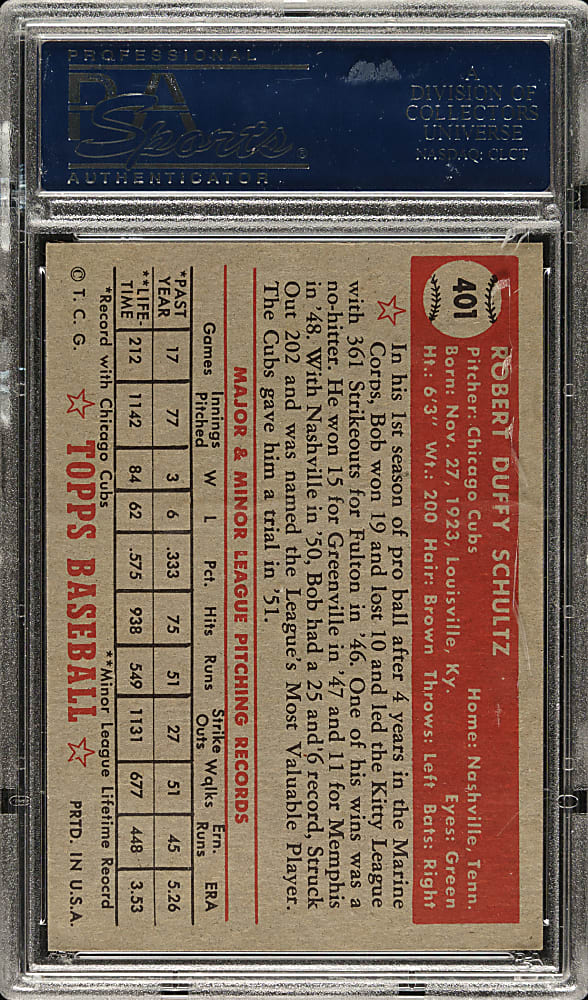 PROFESSIONAL
PSA
Sports®
AUTHENTICATOR
A
DIVISION OF
COLLECTORS
UNIVERSE
NASDAQ: CLCT
401
ROBERT DUFFY SCHULTZ
Pitcher: Chicago Cubs Home: Nashville, Tenn.
Born: Nov. 27, 1923, Louisville, Ky. Eyes: Green
Ht.: 6'3" Wt.: 200 Hair: Brown Throws: Left Bats: Right
In his 1st season of pro ball after 4 years in the Marine
Corps, Bob won 19 and lost 10 and led the Kitty League
with 361 Strikeouts for Fulton in '46. One of his wins was a
no-hitter. He won 15 for Greenville in '47 and 11 for Memphis
in '48. With Nashville in '50, Bob had a 25 and 6 record, Struck
Out 202 and was named the League's Most Valuable Player.
The Cubs gave him a trial in '51.
MAJOR & MINOR LEAGUE PITCHING RECORDS
Games Innings Pitched W L Pct. Hits Runs Strike Outs Walks Ern. Runs ERA
*PAST YEAR 17 77 3 6 .333 75 51 27 51 45 5.26
**LIFE-TIME 212 1142 84 62 .575 938 549 1131 677 448 3.53
*Record with Chicago Cubs **Minor League Lifetime Reocrd
© T. C. G. TOPPS BASEBALL PRTD. IN U.S.A.